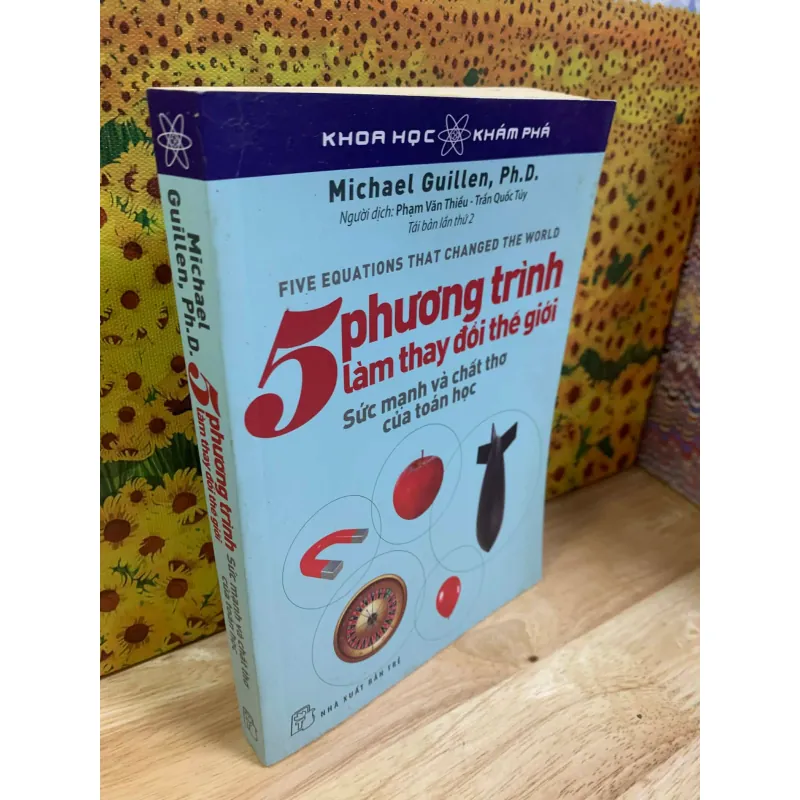 KHOA HỌC KHÁM PHÁ
Michael Guillen, Ph.D.
Người dịch: Phạm Văn Thiều - Trần Quốc Túy
Tái bản lần thứ 2
FIVE EQUATIONS THAT CHANGED THE WORLD
5 phương trình
làm thay đổi thế giới
Sức mạnh và chất thơ
của toán học
NHÀ XUẤT BẢN TRẺ
Michael
Guillen, Ph.D.
5 phương trình
làm thay đổi thế giới
Sức mạnh và chất thơ
của toán học